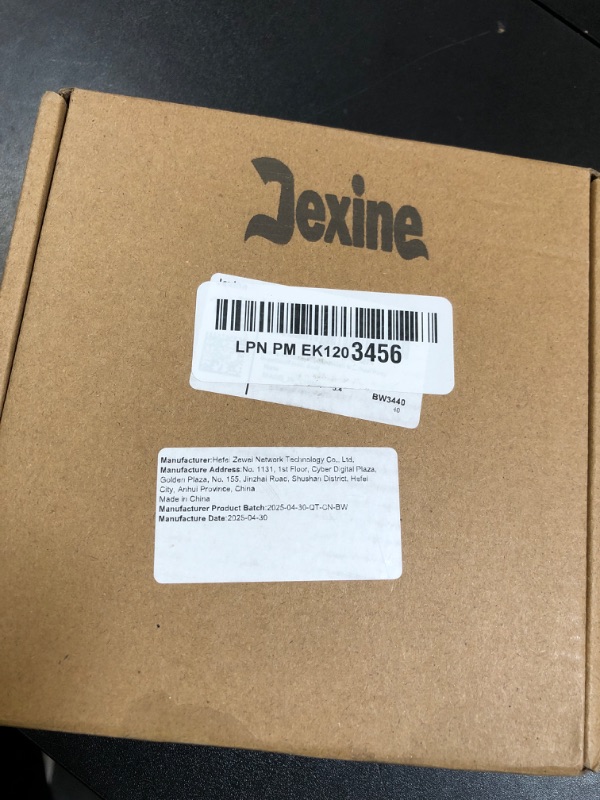 Jexine
LPN PM EK1203456
BW3440
10
Manufacturer:Hefei Zewei Network Technology Co., Ltd,
Manufacture Address:No. 1131, 1st Floor, Cyber Digital Plaza,
Golden Plaza, No. 155, Jinzhai Road, Shushan District, Hefei
City, Anhui Province, China
Made in China
Manufacturer Product Batch:2025-04-30-QT-CN-BW
Manufacture Date:2025-04-30